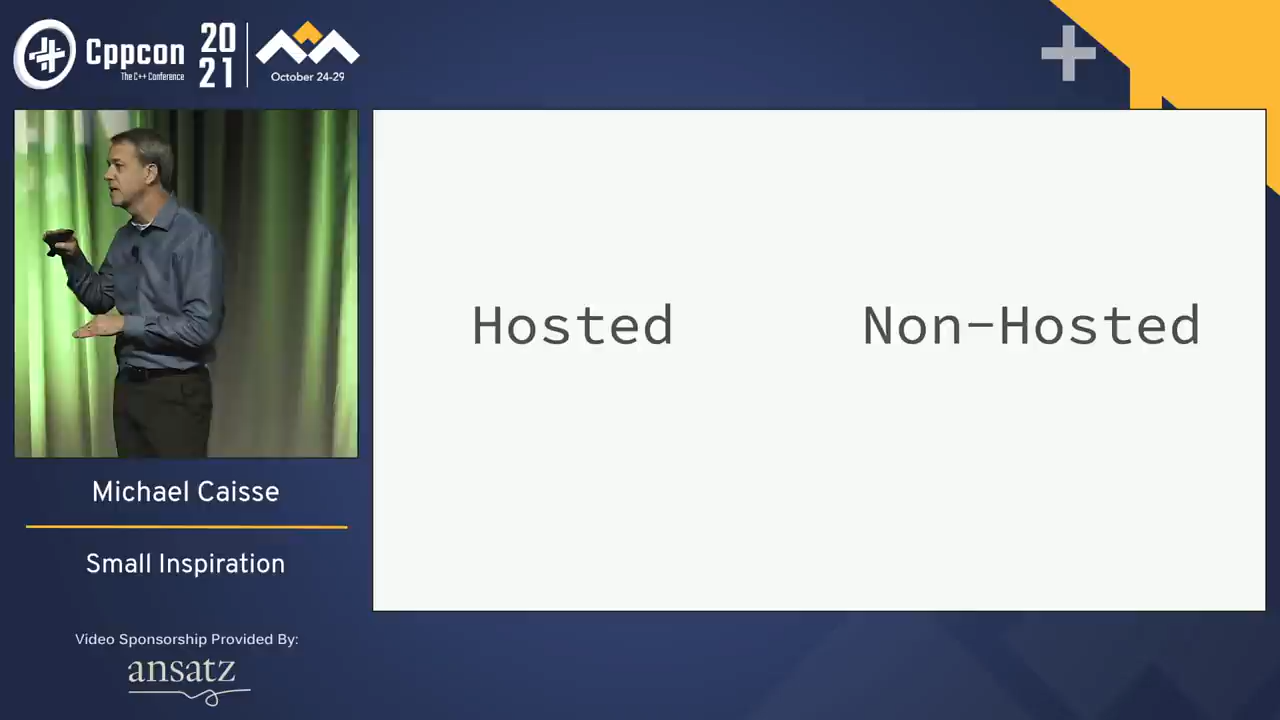 Cppcon
The C++ Conference
20
21
October 24-29
Hosted
Non-Hosted
Michael Caisse
Small Inspiration
Video Sponsorship Provided By:
ansatz